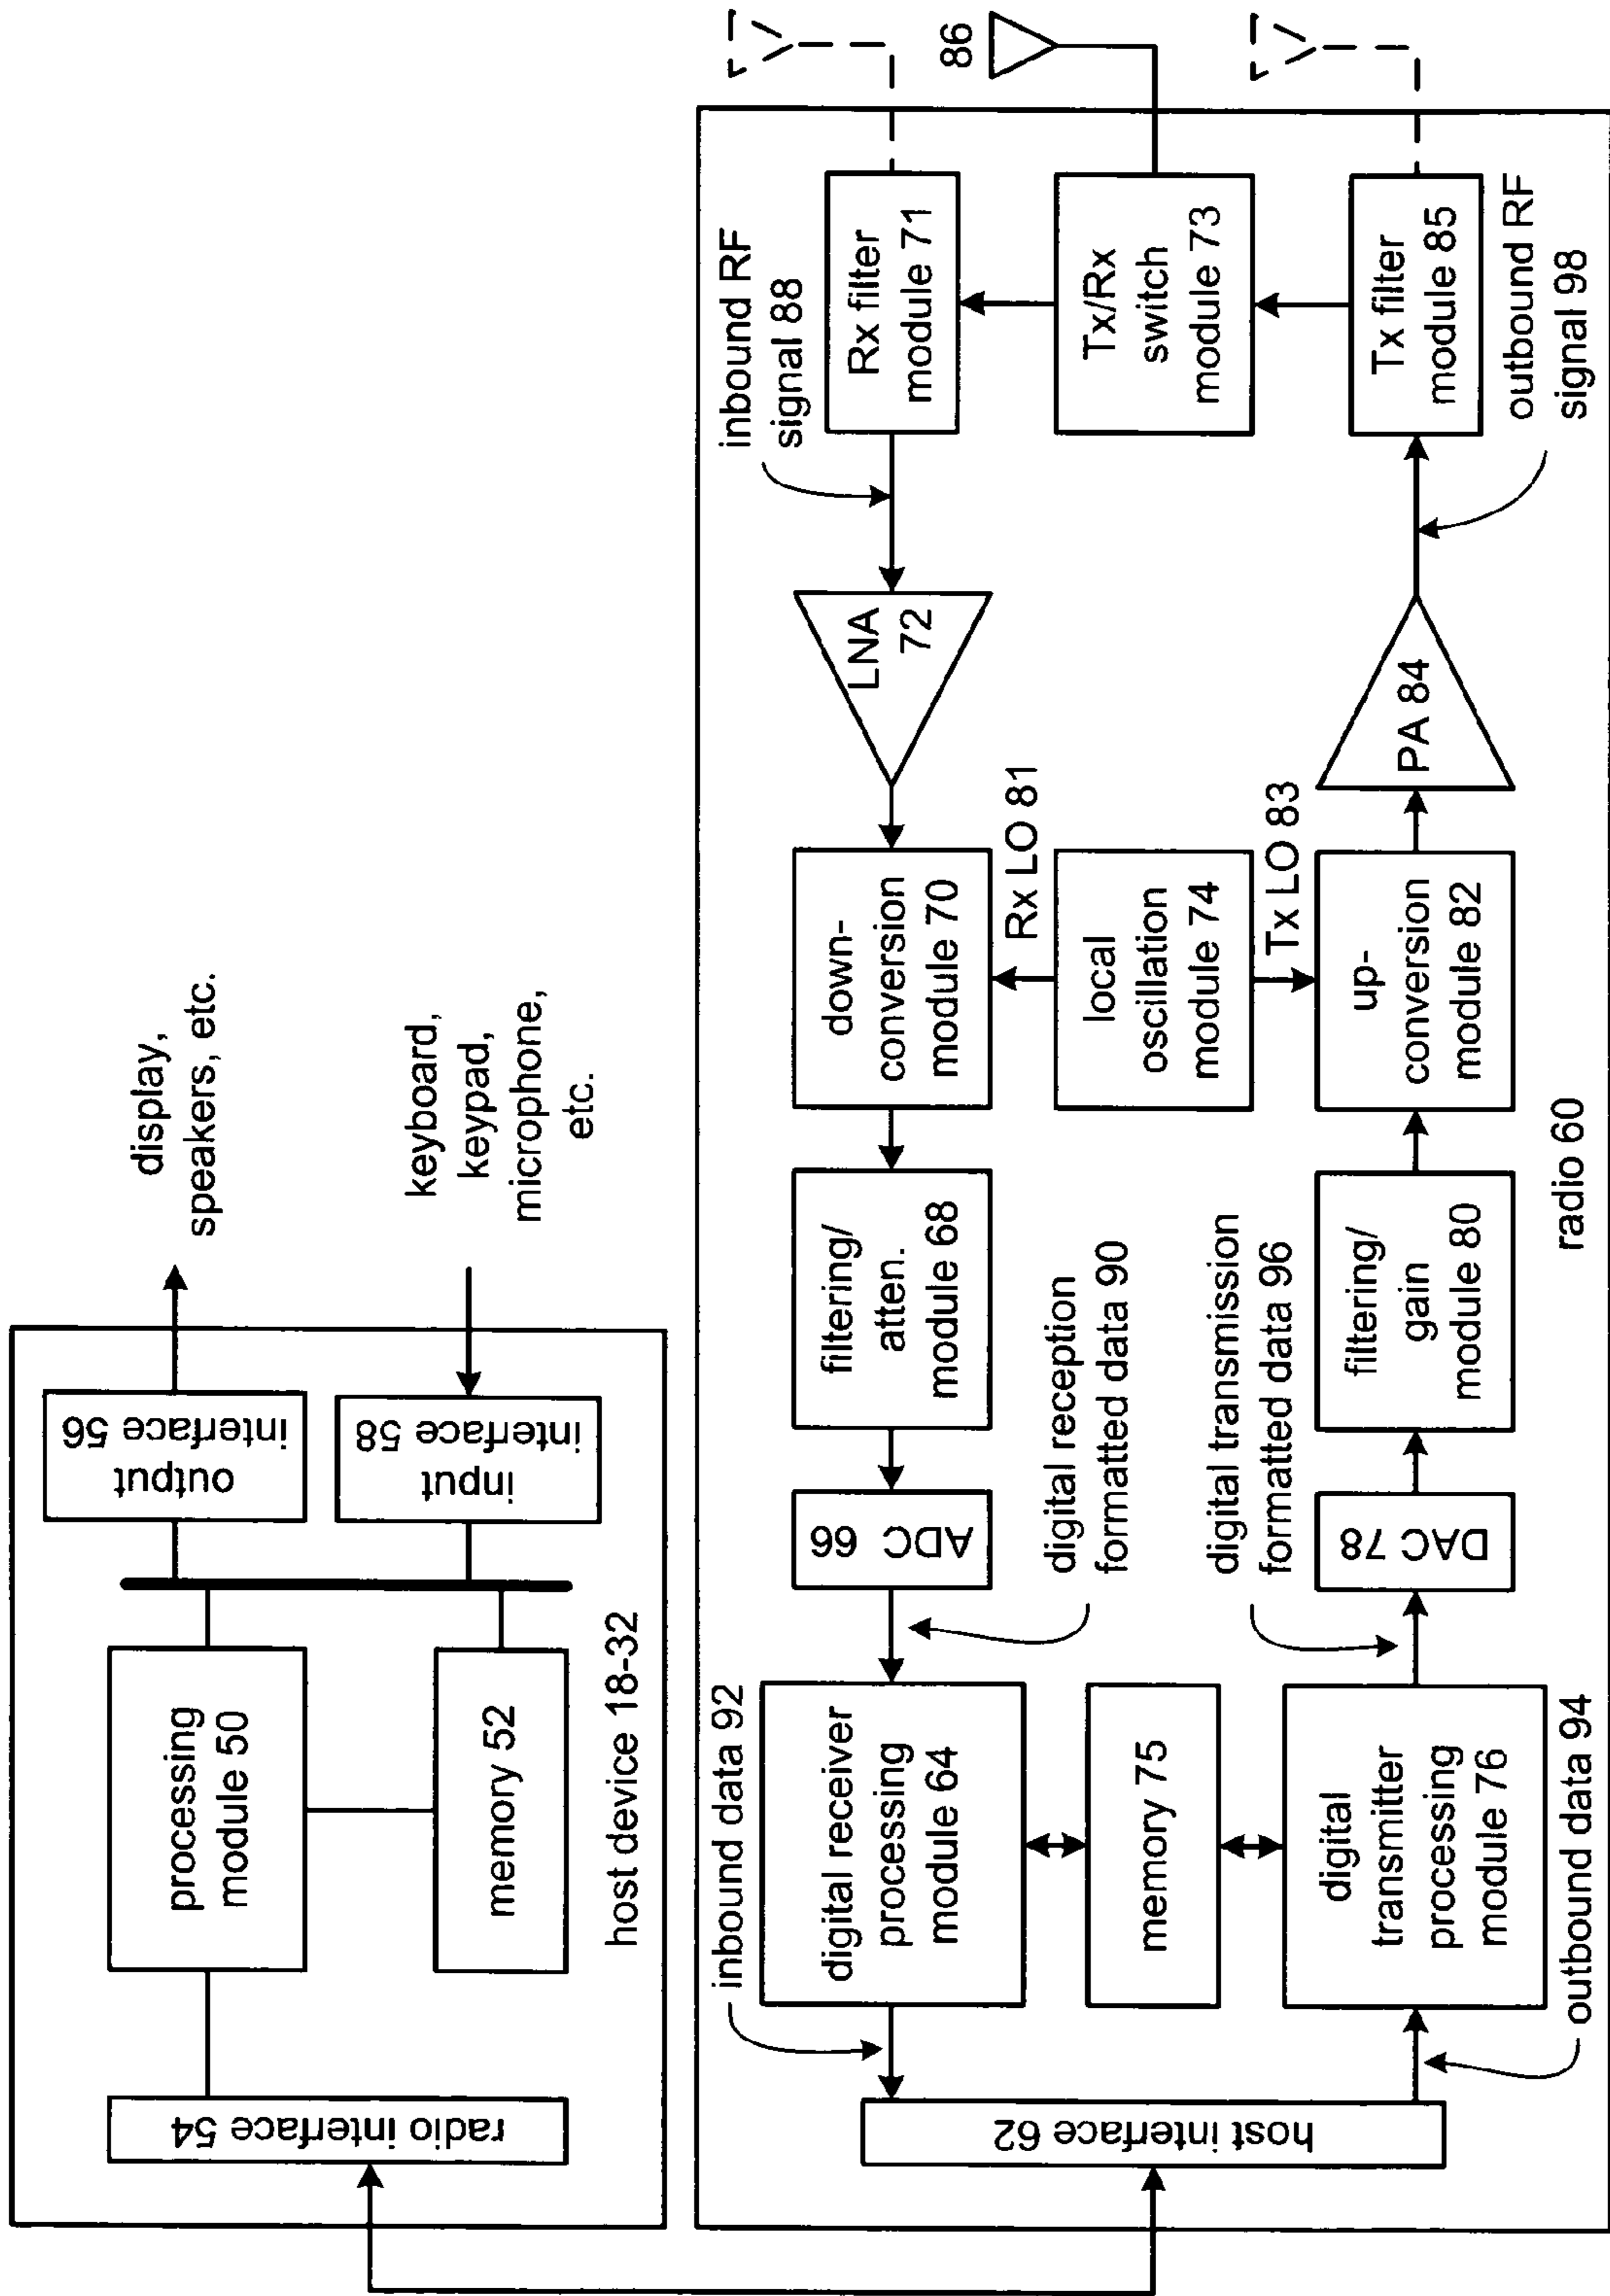 radio interface 54
processing
module 50
memory 52
output
interface 56
input
interface 58
display,
speakers, etc.
keyboard,
keypad,
microphone,
etc.
host device 18-32
inbound data 92
digital receiver
processing
module 64
ADC 66
filtering/
atten.
module 68
down-
conversion
module 70
LNA
72
inbound RF
signal 88
Rx filter
module 71
86
host interface 62
memory 75
digital reception
formatted data 90
digital transmission
formatted data 96
Rx LO 81
local
oscillation
module 74
Tx LO 83
Tx/Rx
switch
module 73
digital
transmitter
processing
module 76
DAC 78
filtering/
gain
module 80
up-
conversion
module 82
PA 84
Tx filter
module 85
outbound RF
signal 98
outbound data 94
radio 60